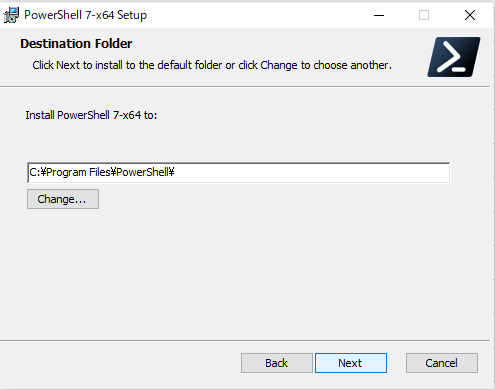 PowerShell 7-x64 Setup
Destination Folder
Click Next to install to the default folder or click Change to choose another.
Install PowerShell 7-x64 to:
C:¥Program Files¥PowerShell¥
Change...
Back Next Cancel